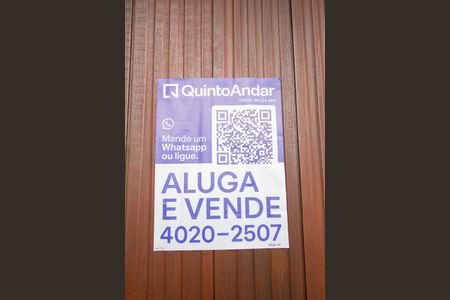 QuintoAndar
Mande um
Whatsapp
ou ligue.
ALUGA
E VENDE
4020-2507